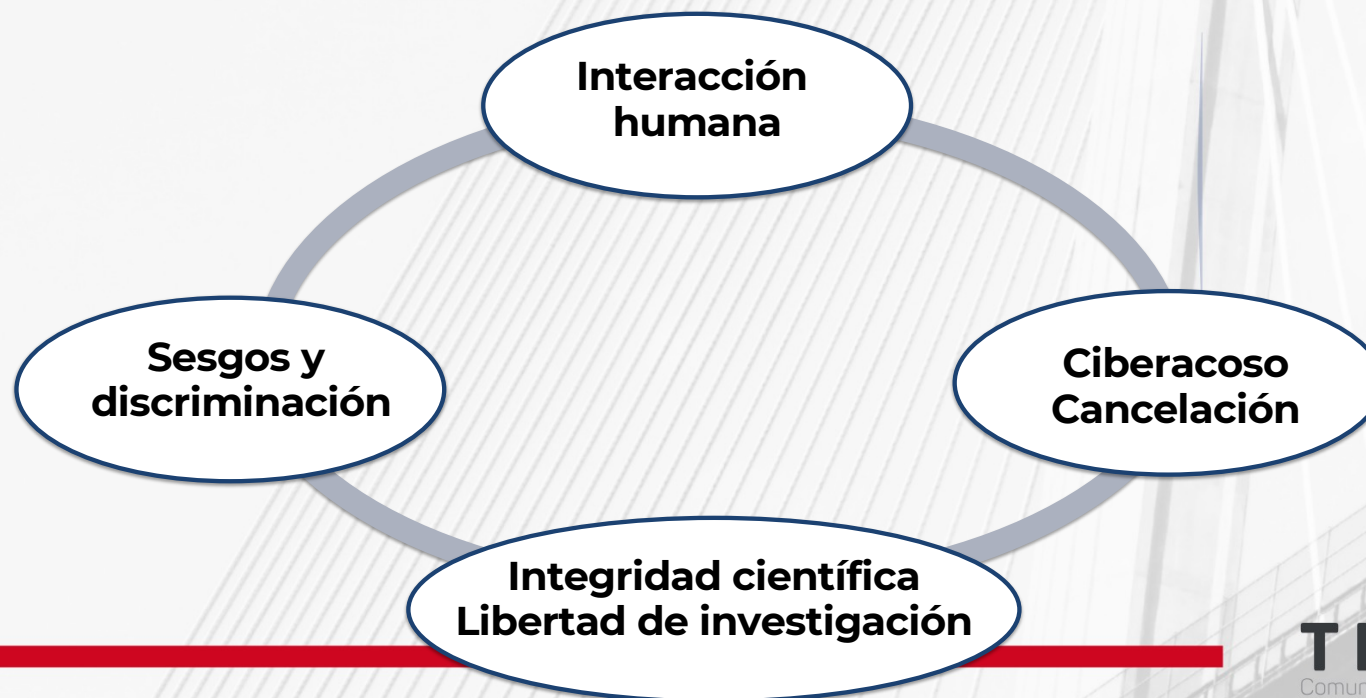 Interacción
humana
Sesgos y
discriminación
Ciberacoso
Cancelación
Integridad científica
Libertad de investigación